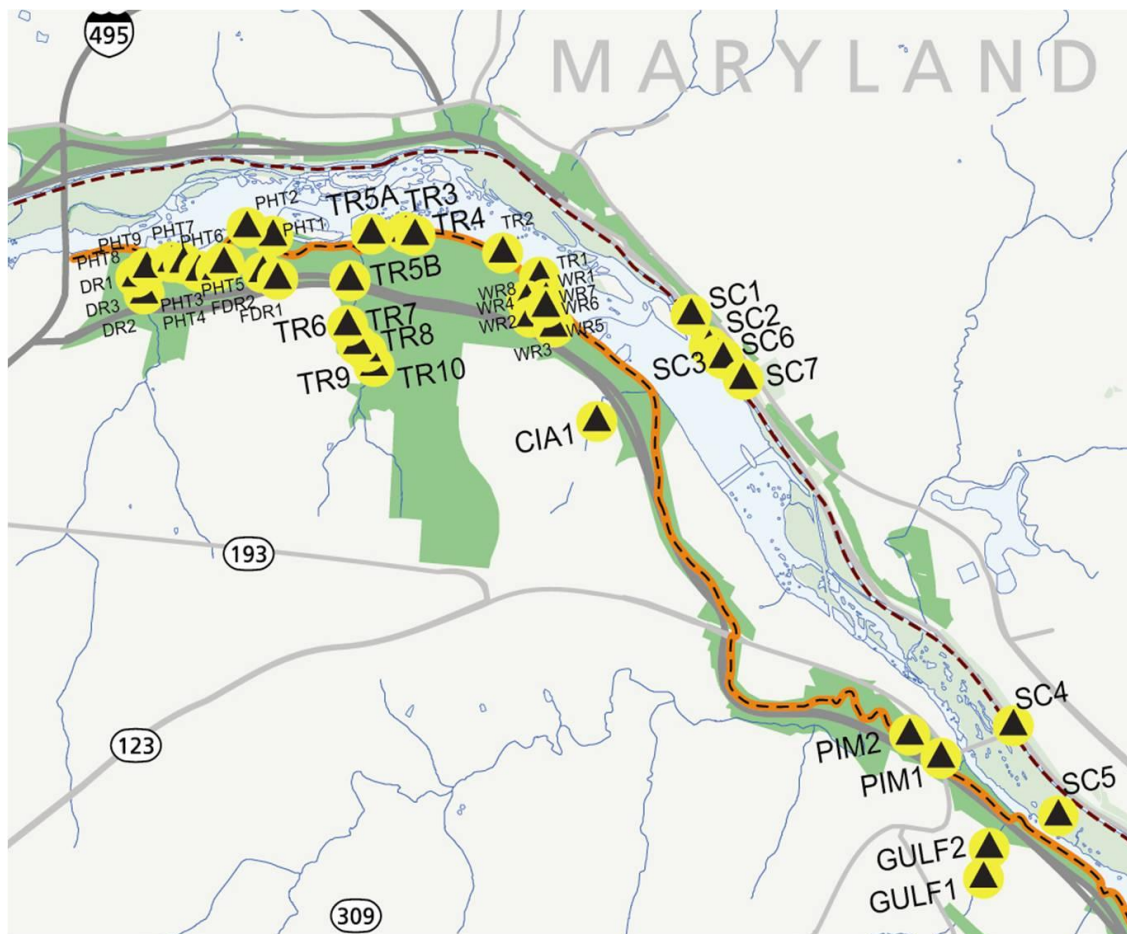 495
MARYLAND
PHT2
TR5A
TR3
PHT7
PHT1
TR4
TR2
PHT9
PHT6
PHT8
TR1
DR1
PHT5
TR5B
WR8
WR1
WR7
DR3
PHT3
FDR2
WR4
WR6
SC1
DR2
PHT4
FDR1
TR6
TR7
WR2
WR5
SC2
TR8
WR3
SC3
SC6
TR9
TR10
SC7
CIA1
193
SC4
123
PIM2
PIM1
SC5
GULF2
GULF1
309